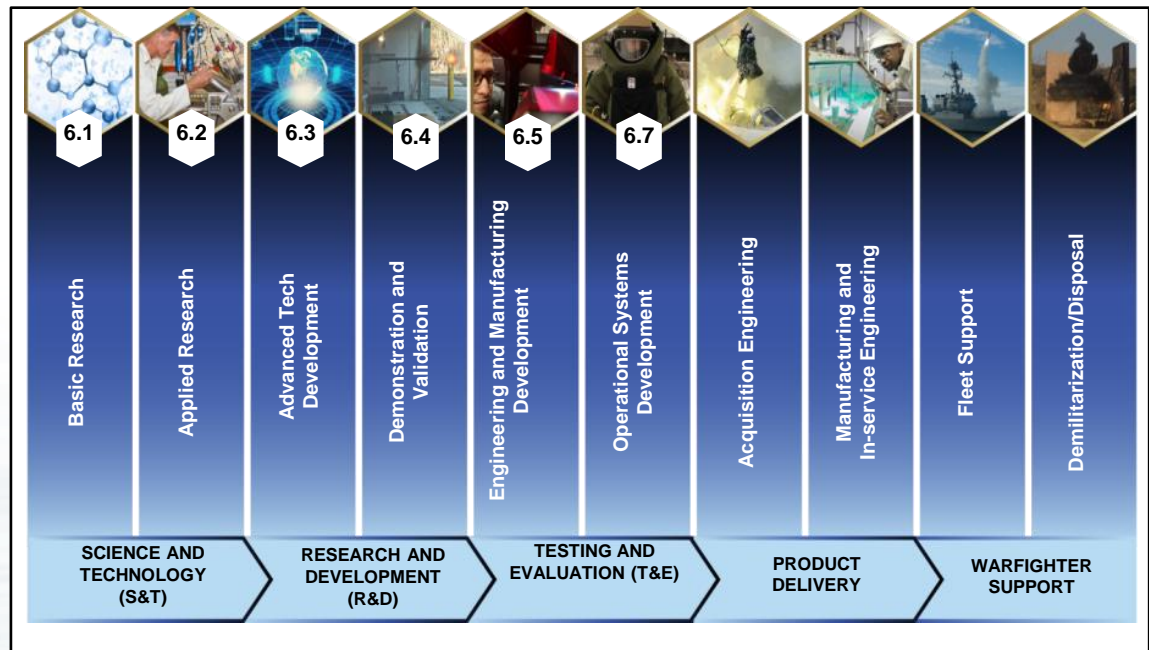 6.1
6.2
6.3
6.4
6.5
6.7
Basic Research
Applied Research
Advanced Tech
Development
Demonstration and
Validation
Engineering and Manufacturing
Development
Operational Systems
Development
Acquisition Engineering
Manufacturing and
In-service Engineering
Fleet Support
Demilitarization/Disposal
SCIENCE AND
TECHNOLOGY
(S&T)
RESEARCH AND
DEVELOPMENT
(R&D)
TESTING AND
EVALUATION (T&E)
PRODUCT
DELIVERY
WARFIGHTER
SUPPORT